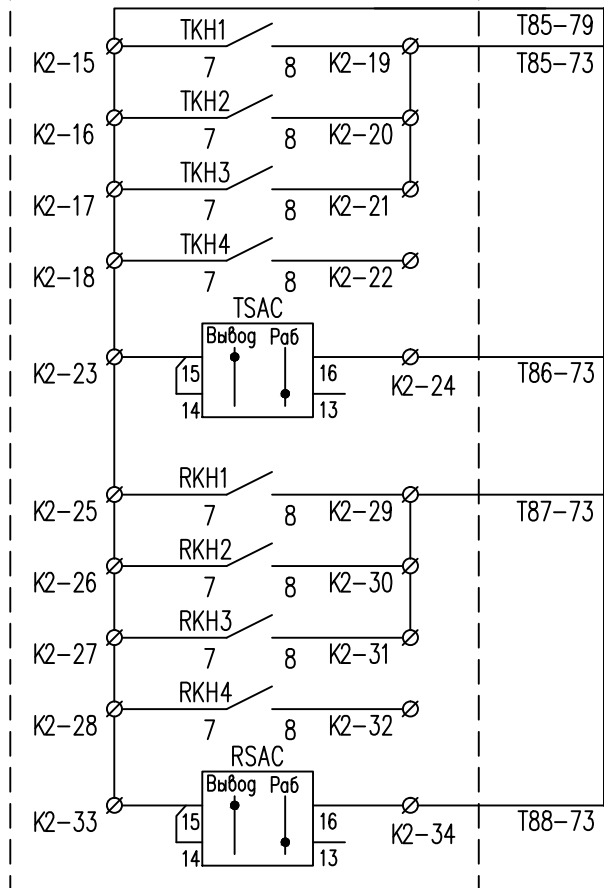 TKH1 T85-79
K2-15 7 8 K2-19 T85-73
TKH2
K2-16 7 8 K2-20
TKH3
K2-17 7 8 K2-21
TKH4
K2-18 7 8 K2-22
TSAC
Вывод Раб
K2-23 15 16 K2-24 T86-73
14 13
RKH1
K2-25 7 8 K2-29 T87-73
RKH2
K2-26 7 8 K2-30
RKH3
K2-27 7 8 K2-31
RKH4
K2-28 7 8 K2-32
RSAC
Вывод Раб
K2-33 15 16 K2-34 T88-73
14 13